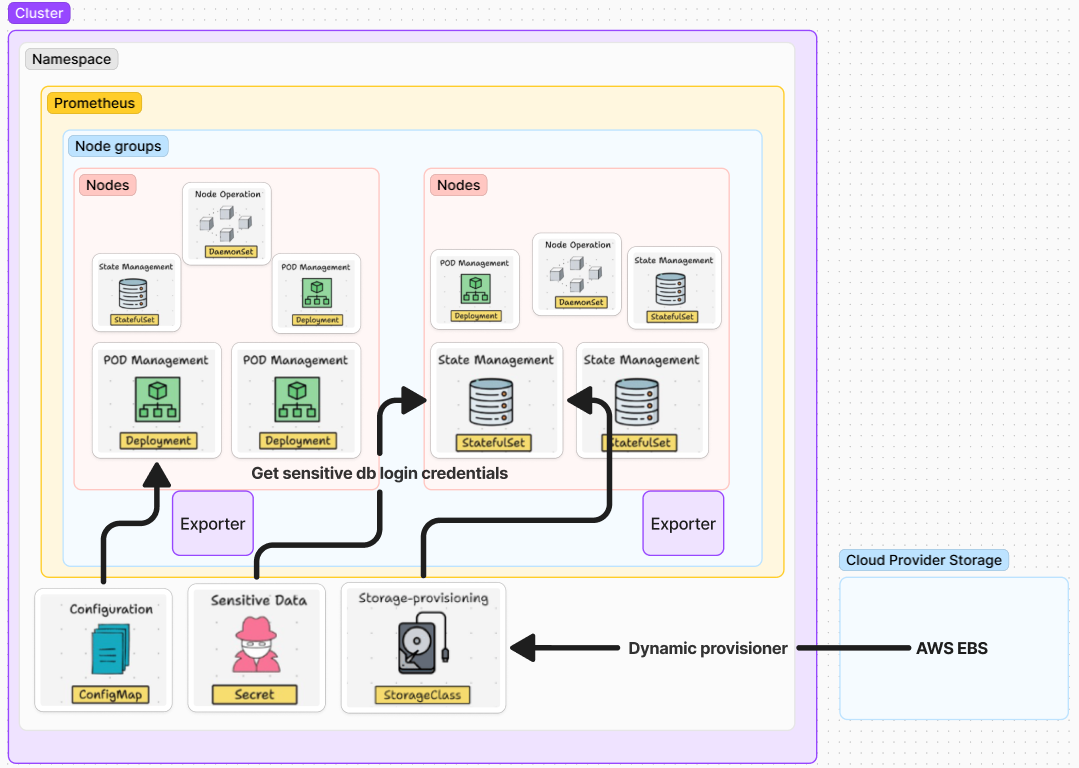 Cluster
Namespace
Prometheus
Node groups
Nodes
Node Operation
DaemonSet
State Management
StatefulSet
POD Management
Deployment
POD Management
Deployment
POD Management
Deployment
Nodes
POD Management
Deployment
Node Operation
DaemonSet
State Management
StatefulSet
State Management
StatefulSet
State Management
StatefulSet
Get sensitive db login credentials
Exporter
Exporter
Configuration
ConfigMap
Sensitive Data
Secret
Storage-provisioning
StorageClass
Dynamic provisioner
Cloud Provider Storage
AWS EBS